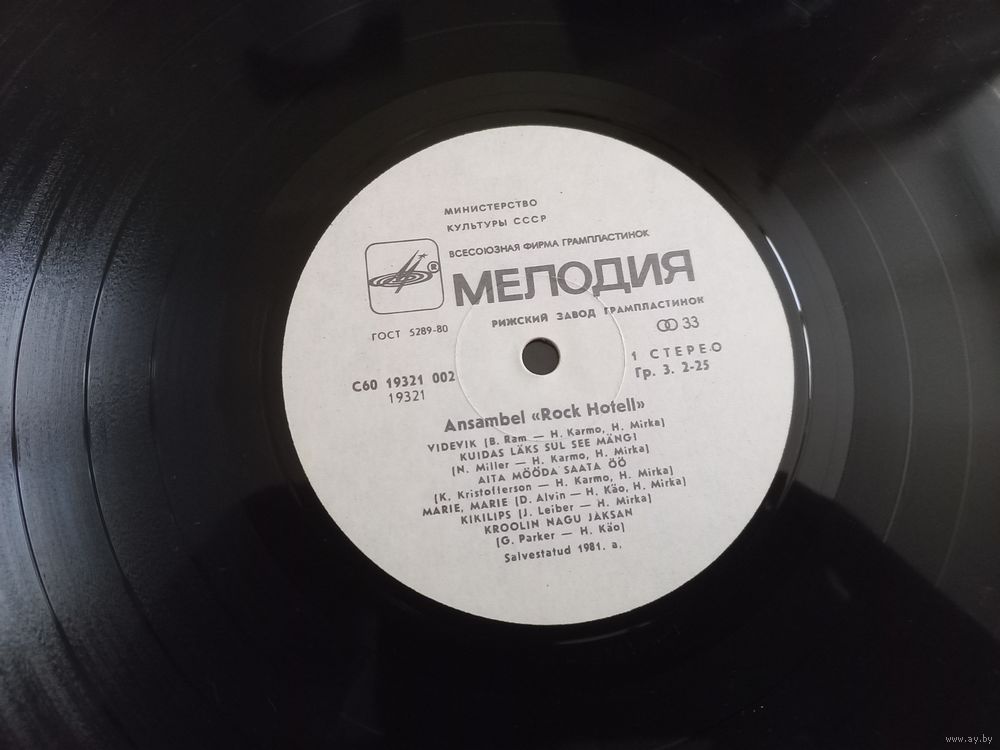 МИНИСТЕРСТВО
КУЛЬТУРЫ СССР
ВСЕСОЮЗНАЯ ФИРМА ГРАМПЛАСТИНОК
МЕЛОДИЯ
РИЖСКИЙ ЗАВОД ГРАМПЛАСТИНОК
ГОСТ 5289-80
33
1 СТЕРЕО
Гр. 3. 2-25
С60 19321 002
19321
Ansambel «Rock Hotell»
VIDEVIK (B. Ram — H. Karmo, H. Mirka)
KUIDAS LÄKS SUL SEE MÄNG?
(N. Miller — H. Karmo, H. Mirka)
AITA MÖÖDA SAATA ÖÖ
(K. Kristofferson — H. Karmo, H. Mirka)
MARIE, MARIE (D. Alvin — H. Käo, H. Mirka)
KIKILIPS (J. Leiber — H. Mirka)
KROOLIN NAGU JAKSAN
(G. Parker — H. Käo)
Salvestatud 1981. a.
www.ay.by